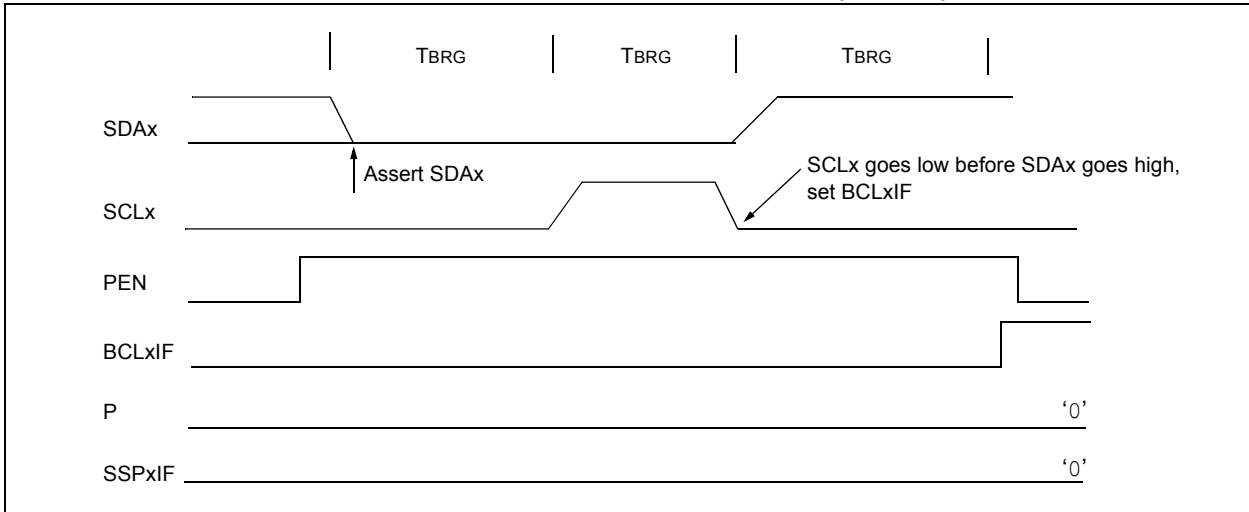 TBRG TBRG TBRG
SDAx
Assert SDAx
SCLx goes low before SDAx goes high,
set BCLxIF
SCLx
PEN
BCLxIF
P
‘0’
SSPxIF
‘0’